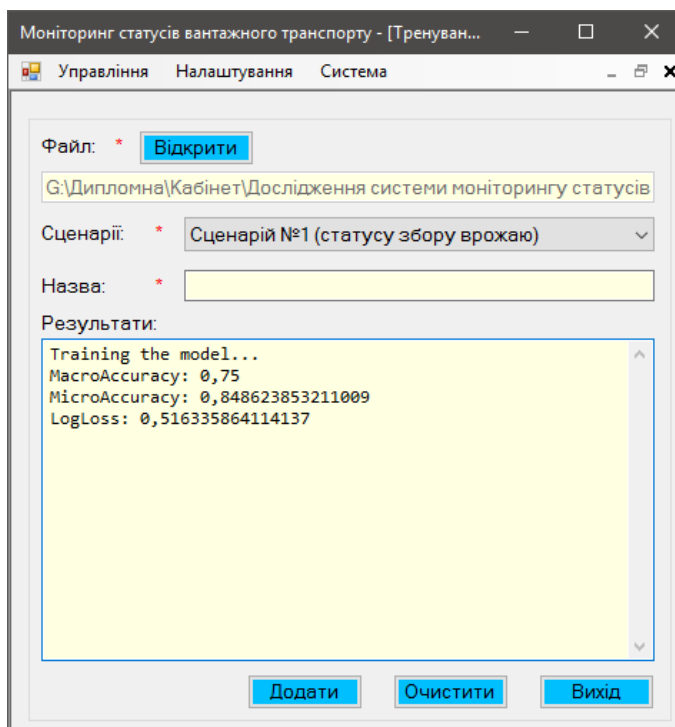 Моніторинг статусів вантажного транспорту - [Тренуван...
Управління Налаштування Система
Файл: * Відкрити
G:\Дипломна\Кабінет\Дослідження системи моніторингу статусів
Сценарії: * Сценарій №1 (статусу збору врожаю)
Назва: *
Результати:
Training the model...
MacroAccuracy: 0,75
MicroAccuracy: 0,848623853211009
LogLoss: 0,516335864114137
Додати Очистити Вихід